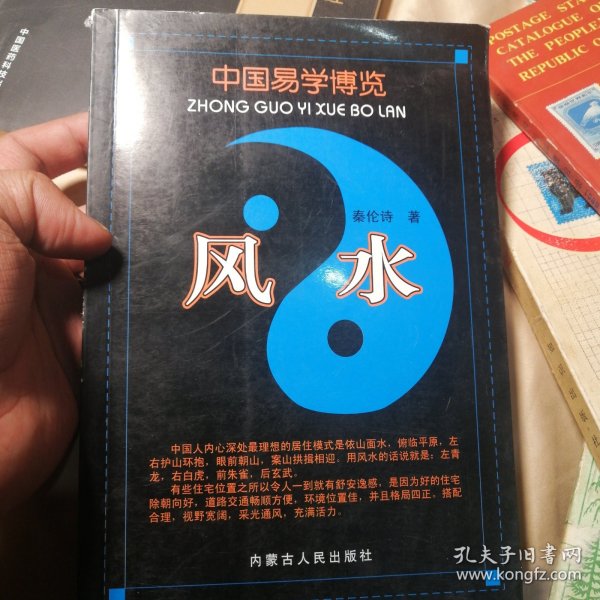 中国易学博览
ZHONG GUO YI XUE BO LAN
秦伦诗 著
风水
中国人内心深处最理想的居住模式是依山面水，俯临平原，左
右护山环抱，眼前朝山，案山拱揖相迎。用风水的话说就是：左青
龙，右白虎，前朱雀，后玄武。
有些住宅位置之所以令人一到就有舒安逸感，是因为好的住宅
除朝向好，道路交通畅顺方便，环境位置佳，并且格局四正，搭配
合理，视野宽阔，采光通风，充满活力。
内蒙古人民出版社
中国医药科技
POSTAGE STA
CATALOGUE O
THE PEOPLE
REPUBLIC O
孔夫子旧书网
www.kongfz.com